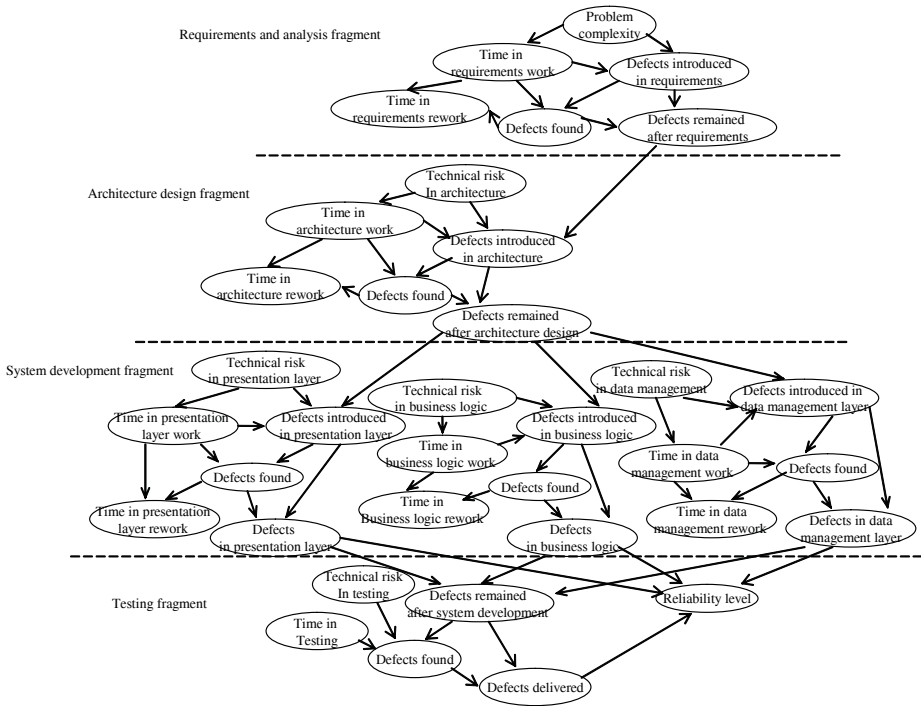 Requirements and analysis fragment
Problem
complexity
Time in
requirements work
Defects introduced
in requirements
Time in
requirements rework
Defects found
Defects remained
after requirements
Architecture design fragment
Technical risk
In architecture
Time in
architecture work
Defects introduced
in architecture
Time in
architecture rework
Defects found
Defects remained
after architecture design
System development fragment
Technical risk
in presentation layer
Technical risk
in business logic
Technical risk
in data management
Defects introduced in
data management layer
Time in presentation
layer work
Defects introduced
in presentation layer
Defects introduced
in business logic
Time in
business logic work
Time in data
management work
Defects found
Defects found
Defects found
Time in presentation
layer rework
Time in
Business logic rework
Time in data
management rework
Defects
in presentation layer
Defects
in business logic
Defects in data
management layer
Testing fragment
Technical risk
In testing
Defects remained
after system development
Reliability level
Time in
Testing
Defects found
Defects delivered